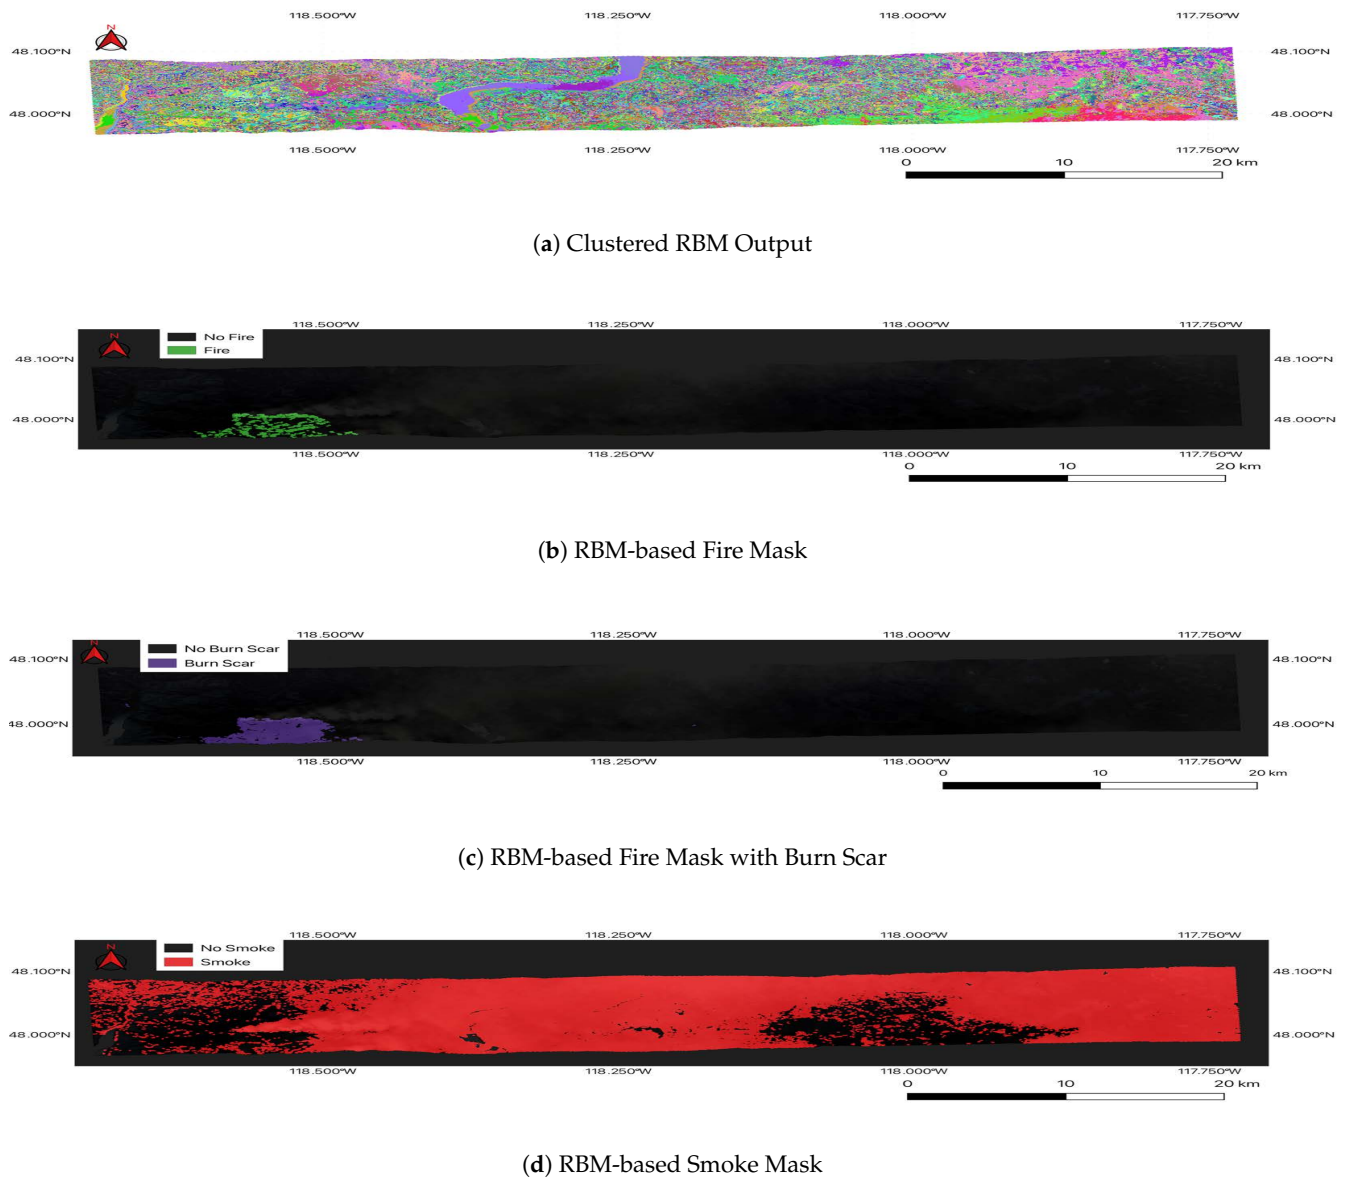 118.500°W 118.250°W 118.000°W 117.750°W
N
48.100°N 48.100°N
48.000°N 48.000°N
118.500°W 118.250°W 118.000°W 117.750°W
0 10 20 km
(a) Clustered RBM Output
118.500°W 118.250°W 118.000°W 117.750°W
N
No Fire
Fire
48.100°N 48.100°N
48.000°N 48.000°N
118.500°W 118.250°W 118.000°W 117.750°W
0 10 20 km
(b) RBM-based Fire Mask
118.500°W 118.250°W 118.000°W 117.750°W
N
No Burn Scar
Burn Scar
48.100°N 48.100°N
48.000°N 48.000°N
118.500°W 118.250°W 118.000°W 117.750°W
0 10 20 km
(c) RBM-based Fire Mask with Burn Scar
118.500°W 118.250°W 118.000°W 117.750°W
N
No Smoke
Smoke
48.100°N 48.100°N
48.000°N 48.000°N
118.500°W 118.250°W 118.000°W 117.750°W
0 10 20 km
(d) RBM-based Smoke Mask